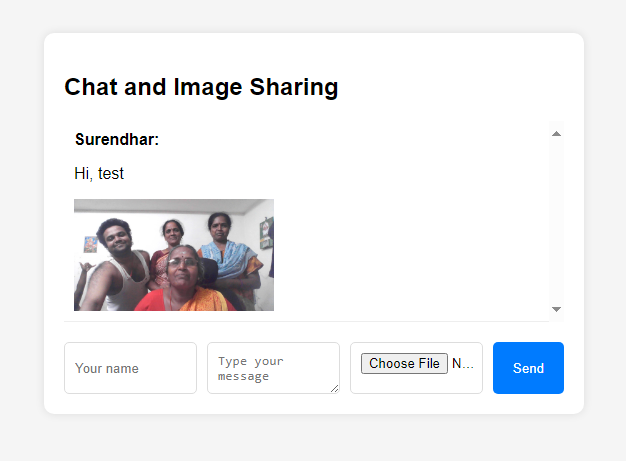 Chat and Image Sharing
Surendhar:
Hi, test
Your name
Type your
message
Choose File N...
Send